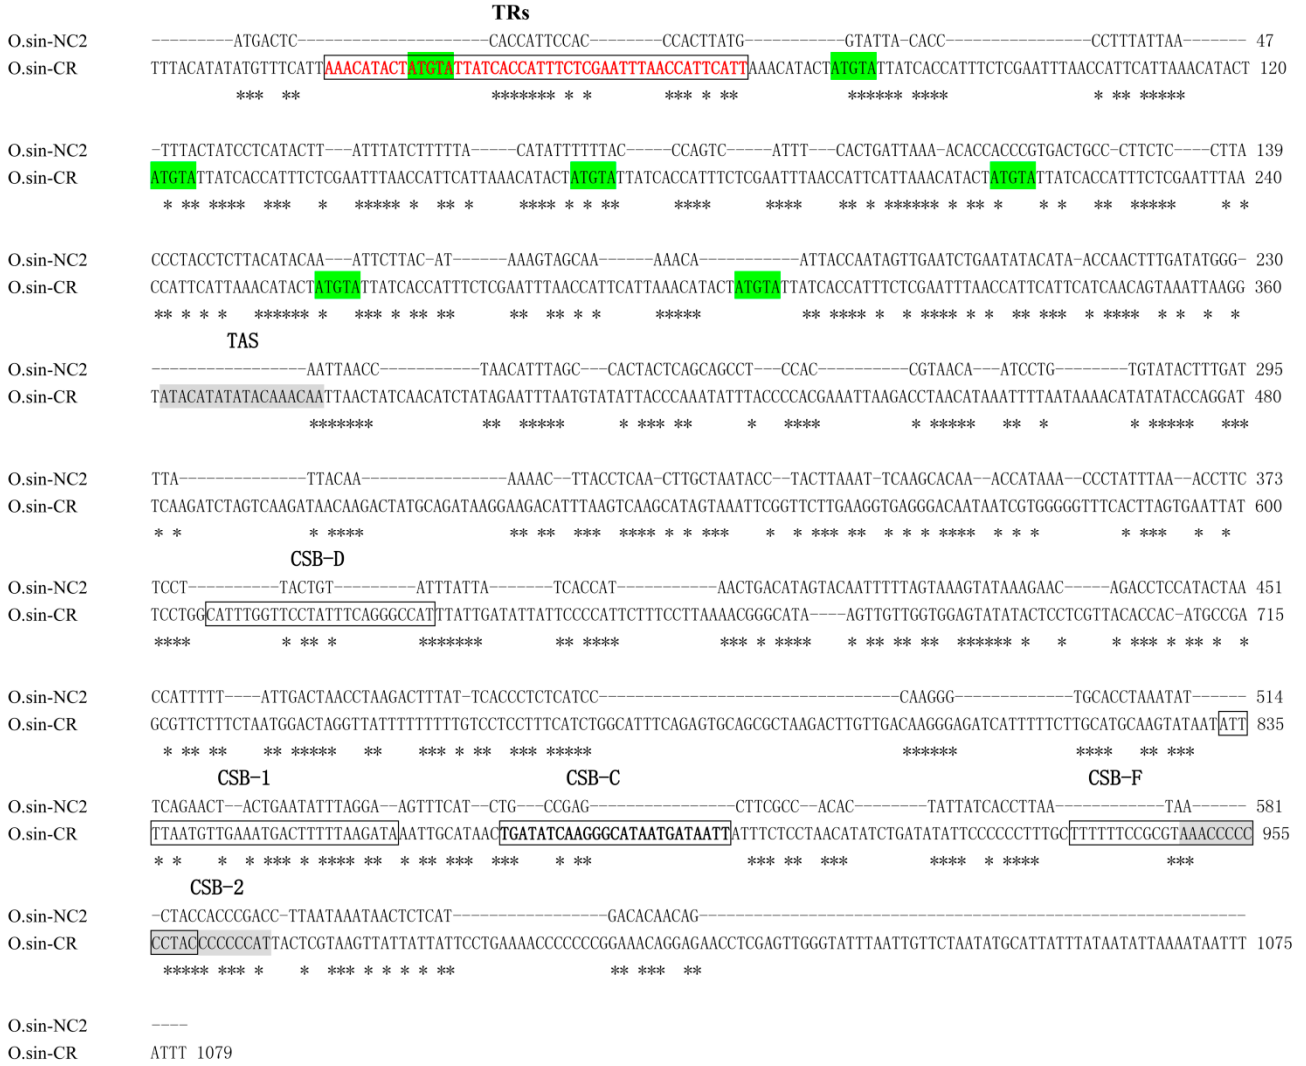 TRs
O.sin-NC2 ---------ATGACTC---------------------CACCATTCCAC--------CCACTTATG-----------GTATTA-CACC----------------CCTTTATTAA------- 47
O.sin-CR TTTACATATATGTTTCATTAAACATACTATGTATTATCACCATTTCTCGAATTTAACCATTCATTAAACATACTATGTATTATCACCATTTCTCGAATTTAACCATTCATTAAACATACT 120
*** ** ******* * * *** * ** ****** **** * ** *****
O.sin-NC2 -TTTACTATCCTCATACTT---ATTTATCTTTTTA-----CATATTTTTTAC-----CCAGTC-----ATTT---CACTGATTAAA-ACACCACCCGTGACTGCC-CTTCTC----CTTA 139
O.sin-CR ATGTATTATCACCATTTCTCGAATTTAACCATTCATTAAACATACTATGTATTATCACCATTTCTCGAATTTAACCATTCATTAAACATACTATGTATTATCACCATTTCTCGAATTTAA 240
* ** **** *** * ***** * ** * **** * * ** **** **** ** * ****** * ** * * * ** ***** * *
O.sin-NC2 CCCTACCTCTTACATACAA---ATTCTTAC-AT------AAAGTAGCAA------AAACA-----------ATTACCAATAGTTGAATCTGAATATACATA-ACCAACTTTGATATGGG- 230
O.sin-CR CCATTCATTAAACATACTATGTATTATCACCATTTCTCGAATTTAACCATTCATTAAACATACTATGTATTATCACCATTTCTCGAATTTAACCATTCATTCATCAACAGTAAATTAAGG 360
** * * * ****** * *** * ** ** ** ** * * ***** ** **** * **** * * ** ** * **** * * * *
TAS
O.sin-NC2 -----------------AATTAACC-----------TAACATTTAGC---CACTACTCAGCAGCCT---CCAC----------CGTAACA---ATCCTG--------TGTATACTTTGAT 295
O.sin-CR TATACATATATACAAACAATTAACTATCAACATCTATAGAATTTAATGTATATTACCCAAATATTTACCCCACGAAATTAAGACCTAACATAAATTTTAATAAAACATATATACCAGGAT 480
******* ** ***** * *** ** * **** * ***** ** * * ***** ***
O.sin-NC2 TTA--------------TTACAA----------------AAAAC--TTACCTCAA-CTTGCTAATACC--TACTTAAAT-TCAAGCACAA--ACCATAAA--CCCTATTTAA--ACCTTC 373
O.sin-CR TCAAGATCTAGTCAAGATAACAAGACTATGCAGATAAGGAAGACATTTAAGTCAAGCATAGTAAATTCGGTTCTTGAAGGTGAGGGACAATAATCGTGGGGGTTTCACTTAGTGAATTAT 600
* * * **** ** ** *** **** * * *** * * *** ** * * **** * * * *** * *
CSB-D
O.sin-NC2 TCCT----------TACTGT---------ATTTATTA-------TCACCAT-----------AACTGACATAGTACAATTTTTAGTAAAGTATAAAGAAC-----AGACCTCCATACTAA 451
O.sin-CR TCCTGGCATTTGGTTCCTATTTCAGGGCCATTTATTGATATTATTCCCCATTCTTTCCTTAAAACGGGCATA----AGTTGTTGGTGGAGTATATACTCCTCGTTACACCAC-ATGCCGA 715
**** * ** * ******* ** **** *** * **** * ** ** ** ****** * * * *** ** * *
O.sin-NC2 CCATTTTT----ATTGACTAACCTAAGACTTTAT-TCACCCTCTCATCC---------------------------------CAAGGG-------------TGCACCTAAATAT------ 514
O.sin-CR GCGTTCTTTCTAATGGACTAGGTTATTTTTTTTTGTCCTCCTTTCATCTGGCATTTCAGAGTGCAGCGCTAAGACTTGTTGACAAGGGAGATCATTTTTCTTGCATGCAAGTATAATATT 835
* ** ** ** ***** ** *** * ** *** ***** ****** **** ** ***
CSB-1 CSB-C CSB-F
O.sin-NC2 TCAGAACT--ACTGAATATTTAGGA--AGTTTCAT--CTG---CCGAG----------------CTTCGCC--ACAC--------TATTATCACCTTAA------------TAA----- 581
O.sin-CR TTAATGTTGAAATGACTTTTTAAGATAAATTGCATAACTGATATCAAGGGCATAATGATAATTATTTCTCCTAACATATCTGATATATTCCCCCCTTTGCTTTTTTCCGCGTAAACCCCC 955
* * * * ** **** ** * ** *** ** *** * ** *** ** ** **** * **** ***
CSB-2
O.sin-NC2 -CTACCACCCGACC-TTAATAAATAACTCTCAT-----------------GACACAACAG------------------------------------------------------------
O.sin-CR CCTACCCCCCCATTACTCGTAAGTTATTATTATTCCTGAAAACCCCCCCGGAAACAGGAGAACCTCGAGTTGGGTATTTAATTGTTCTAATATGCATTATTTATAATATTAAAATAATTT 1075
***** *** * * *** * * * * ** ** *** **
O.sin-NC2 ----
O.sin-CR ATTT 1079